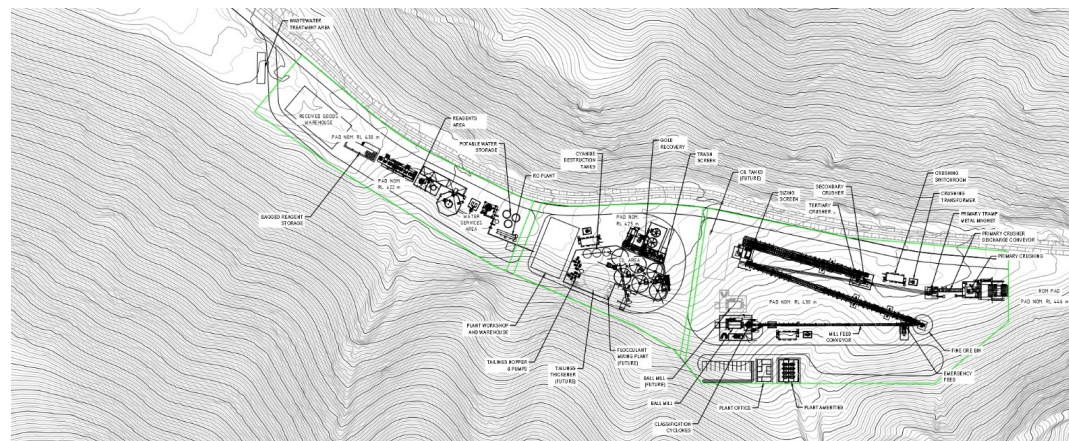 WASTEWATER
TREATMENT AREA
RECEIVED GOODS
WAREHOUSE
PAD NOM. RL 430 m
REAGENTS
AREA
POTABLE WATER
STORAGE
PAD NOM
RL 422 m
BAGGED REAGENT
STORAGE
WATER
SERVICES
AREA
RO PLANT
CYANIDE
DESTRUCTION
TANKS
GOLD
RECOVERY
TRASH
SCREEN
CIL TANKS
(FUTURE)
PAD NOM.
RL 425 m
CIL AREA
PLANT WORKSHOP
AND WAREHOUSE
TAILINGS HOPPER
& PUMPS
TAILINGS
THICKENER
(FUTURE)
FLOCCULANT
MIXING PLANT
(FUTURE)
SIZING
SCREEN
SECONDARY
CRUSHER
TERTIARY
CRUSHER
CRUSHING
SWITCHROOM
CRUSHING
TRANSFORMER
PRIMARY TRAMP
METAL MAGNET
PRIMARY CRUSHER
DISCHARGE CONVEYOR
PRIMARY CRUSHING
ROM PAD
PAD NOM. RL 446 m
PAD NOM. RL 430 m
MILL FEED
CONVEYOR
FINE ORE BIN
EMERGENCY
FEED
BALL MILL
(FUTURE)
BALL MILL
CLASSIFICATION
CYCLONES
PLANT OFFICE
PLANT AMENITIES